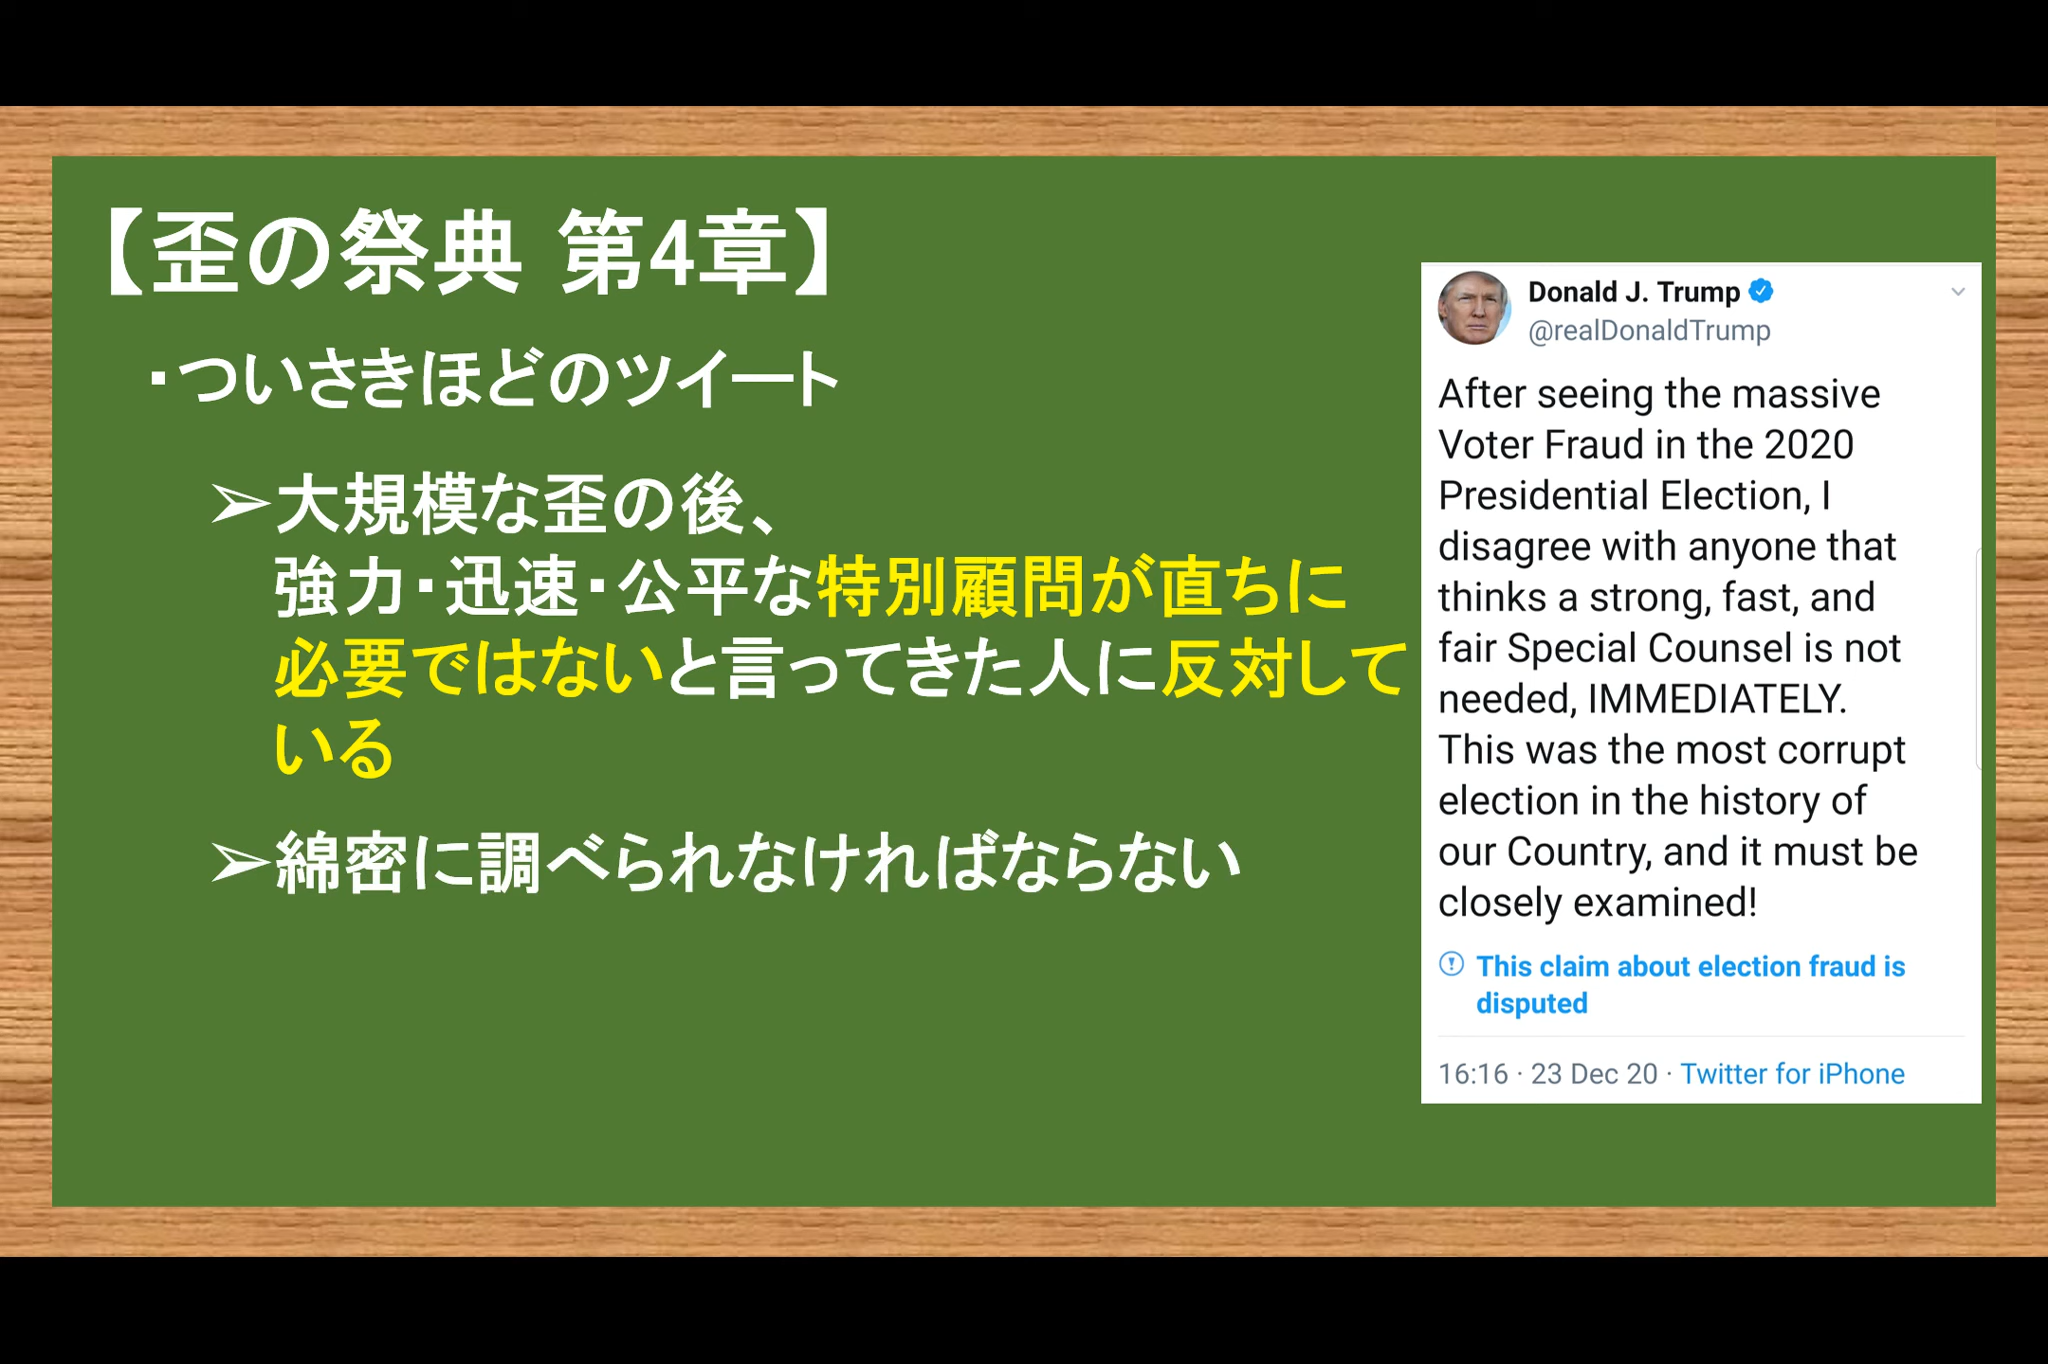 【歪の祭典 第4章】
・ついさきほどのツイート
➢大規模な歪の後、
強力・迅速・公平な特別顧問が直ちに
必要ではないと言ってきた人に反対して
いる
➢綿密に調べられなければならない
Donald J. Trump
@realDonaldTrump
After seeing the massive
Voter Fraud in the 2020
Presidential Election, I
disagree with anyone that
thinks a strong, fast, and
fair Special Counsel is not
needed, IMMEDIATELY.
This was the most corrupt
election in the history of
our Country, and it must be
closely examined!
This claim about election fraud is
disputed
16:16 · 23 Dec 20 · Twitter for iPhone